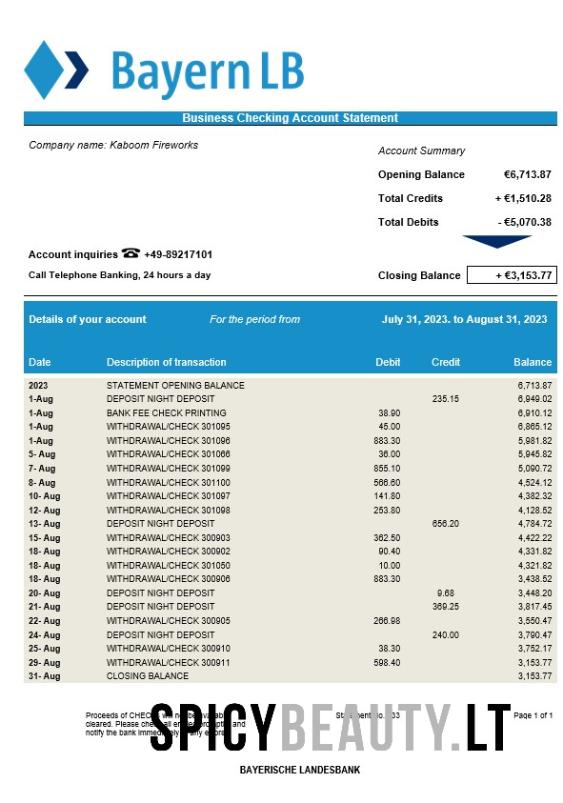 Bayern LB
Business Checking Account Statement
Company name: Kaboom Fireworks
Account Summary
Opening Balance €6,713.87
Total Credits + €1,510.28
Total Debits - €5,070.38
Account inquiries ☎ +49-89217101
Call Telephone Banking, 24 hours a day
Closing Balance + €3,153.77
Details of your account For the period from July 31, 2023. to August 31, 2023
Date Description of transaction Debit Credit Balance
2023 STATEMENT OPENING BALANCE 6,713.87
1-Aug DEPOSIT NIGHT DEPOSIT 235.15 6,949.02
1-Aug BANK FEE CHECK PRINTING 38.90 6,910.12
1-Aug WITHDRAWAL/CHECK 301095 45.00 6,865.12
1-Aug WITHDRAWAL/CHECK 301096 883.30 5,981.82
5- Aug WITHDRAWAL/CHECK 301066 36.00 5,945.82
7- Aug WITHDRAWAL/CHECK 301099 855.10 5,090.72
8- Aug WITHDRAWAL/CHECK 301100 566.60 4,524.12
10- Aug WITHDRAWAL/CHECK 301097 141.80 4,382.32
12- Aug WITHDRAWAL/CHECK 301098 253.80 4,128.52
13- Aug DEPOSIT NIGHT DEPOSIT 656.20 4,784.72
15- Aug WITHDRAWAL/CHECK 300903 362.50 4,422.22
18- Aug WITHDRAWAL/CHECK 300902 90.40 4,331.82
18- Aug WITHDRAWAL/CHECK 301050 10.00 4,321.82
18- Aug WITHDRAWAL/CHECK 300906 883.30 3,438.52
20- Aug DEPOSIT NIGHT DEPOSIT 9.68 3,448.20
21- Aug DEPOSIT NIGHT DEPOSIT 369.25 3,817.45
22- Aug WITHDRAWAL/CHECK 300905 266.98 3,550.47
24- Aug DEPOSIT NIGHT DEPOSIT 240.00 3,790.47
25- Aug WITHDRAWAL/CHECK 300910 38.30 3,752.17
29- Aug WITHDRAWAL/CHECK 300911 598.40 3,153.77
31- Aug CLOSING BALANCE 3,153.77
Proceeds of Page 1 of 1
cleared. Please and
notify the bank
SPICYBEAUTY.LT
BAYERISCHE LANDESBANK